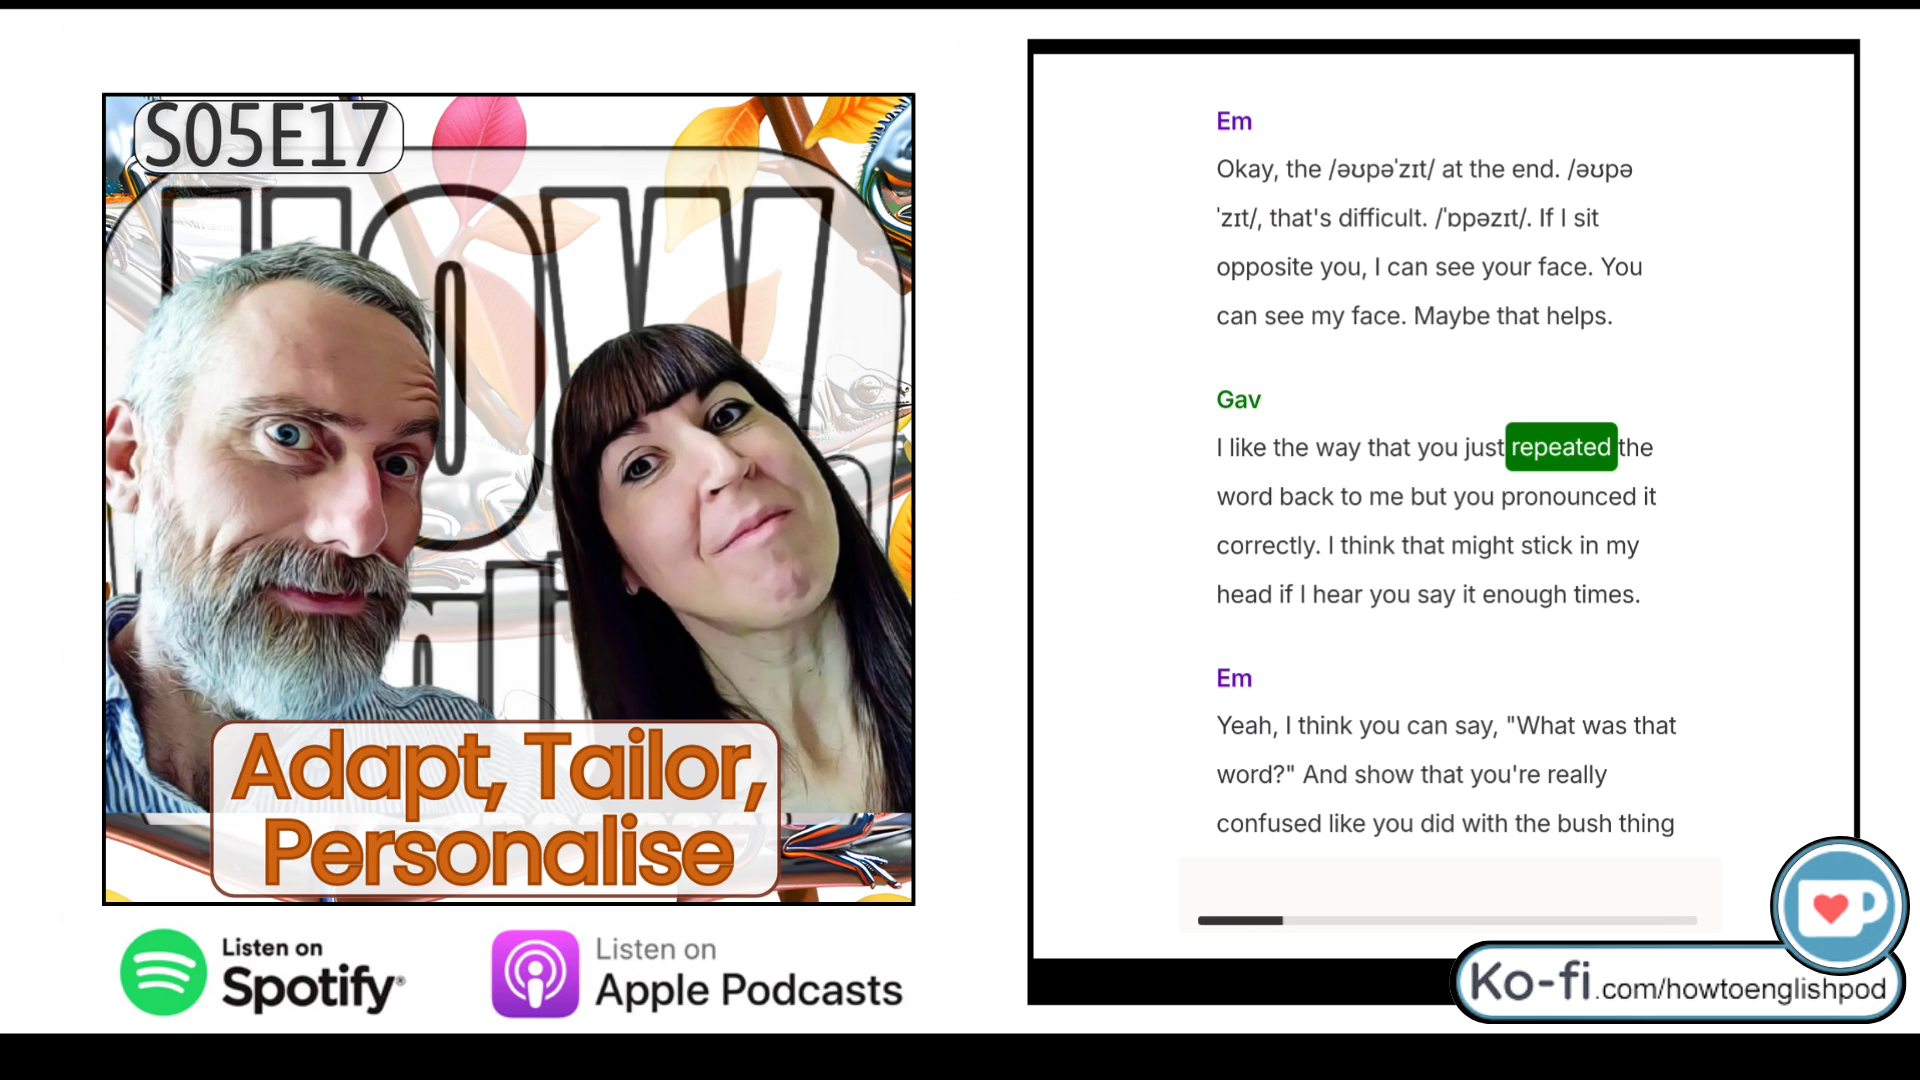 S05E17
HOW
Adapt, Tailor,
Personalise
Listen on
Spotify®
Listen on
Apple Podcasts
Em
Okay, the /əʊpəˈzɪt/ at the end. /əʊpə
ˈzɪt/, that's difficult. /ˈɒpəzɪt/. If I sit
opposite you, I can see your face. You
can see my face. Maybe that helps.
Gav
I like the way that you just repeated the
word back to me but you pronounced it
correctly. I think that might stick in my
head if I hear you say it enough times.
Em
Yeah, I think you can say, "What was that
word?" And show that you're really
confused like you did with the bush thing
Ko-fi.com/howtoenglishpod